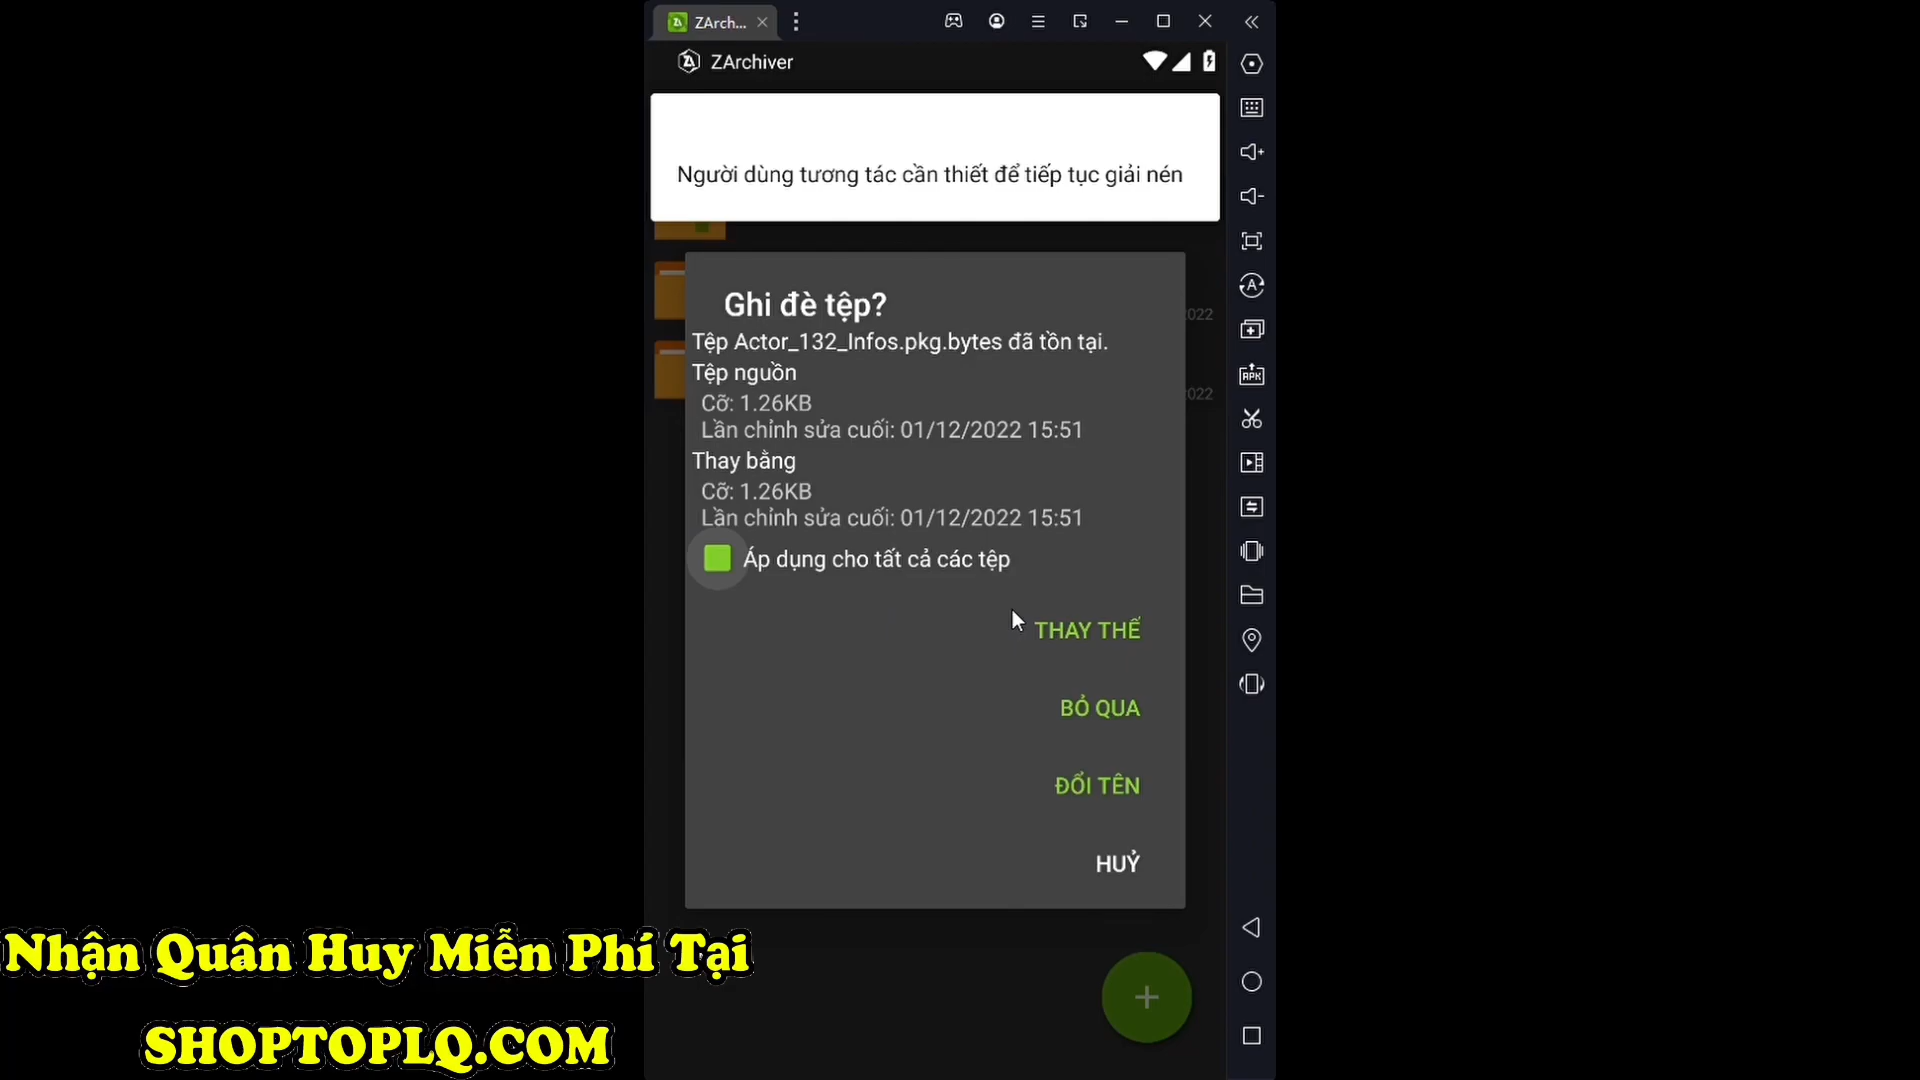 ZArch...
ZArchiver
Người dùng tương tác cần thiết để tiếp tục giải nén
2022
2022
Ghi đè tệp?
Tệp Actor_132_Infos.pkg.bytes đã tồn tại.
Tệp nguồn
Cỡ: 1.26KB
Lần chỉnh sửa cuối: 01/12/2022 15:51
Thay bằng
Cỡ: 1.26KB
Lần chỉnh sửa cuối: 01/12/2022 15:51
Áp dụng cho tất cả các tệp
THAY THẾ
BỎ QUA
ĐỔI TÊN
HUỶ
APK
Nhận Quân Huy Miễn Phí Tại
SHOPTOPLQ.COM